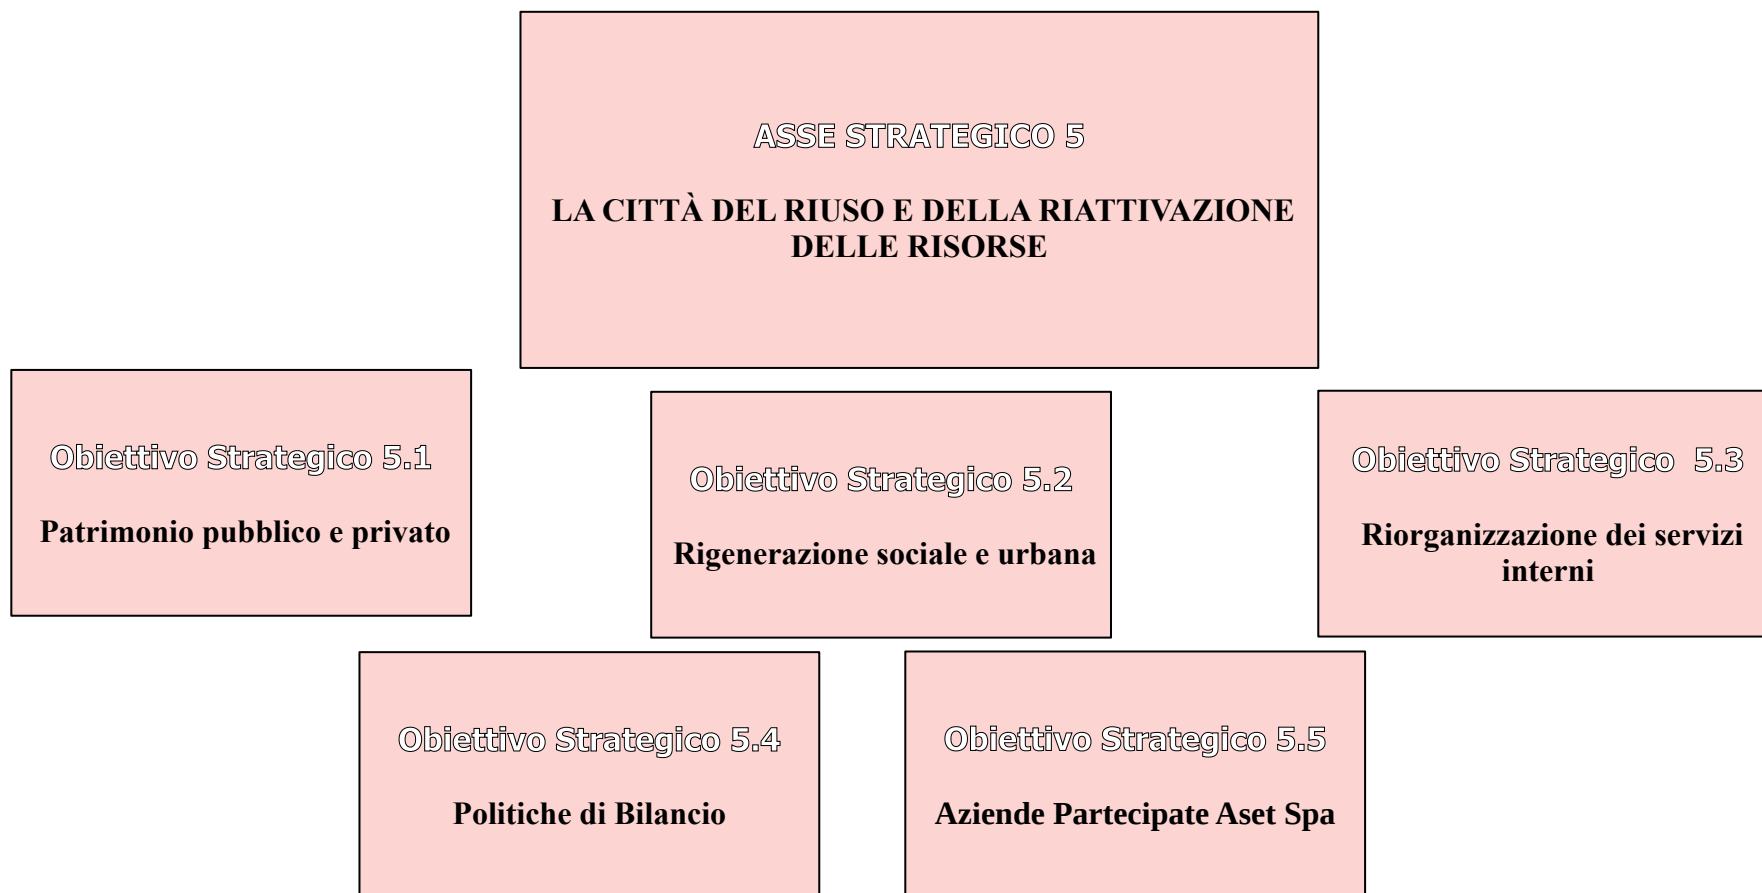 ASSE STRATEGICO 5
LA CITTÀ DEL RIUSO E DELLA RIATTIVAZIONE
DELLE RISORSE
Obiettivo Strategico 5.1
Patrimonio pubblico e privato
Obiettivo Strategico 5.2
Rigenerazione sociale e urbana
Obiettivo Strategico  5.3
Riorganizzazione dei servizi
interni
Obiettivo Strategico 5.4
Politiche di Bilancio
Obiettivo Strategico 5.5
Aziende Partecipate Aset Spa